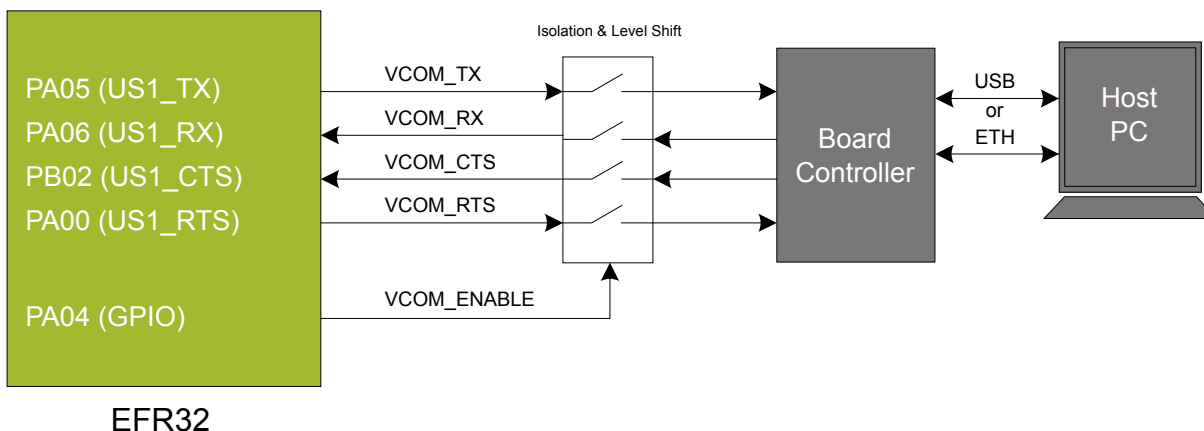 Isolation & Level Shift
PA05 (US1_TX)
VCOM_TX
PA06 (US1_RX)
VCOM_RX
PB02 (US1_CTS)
VCOM_CTS
PA00 (US1_RTS)
VCOM_RTS
PA04 (GPIO)
VCOM_ENABLE
Board
Controller
USB
or
ETH
Host
PC
EFR32